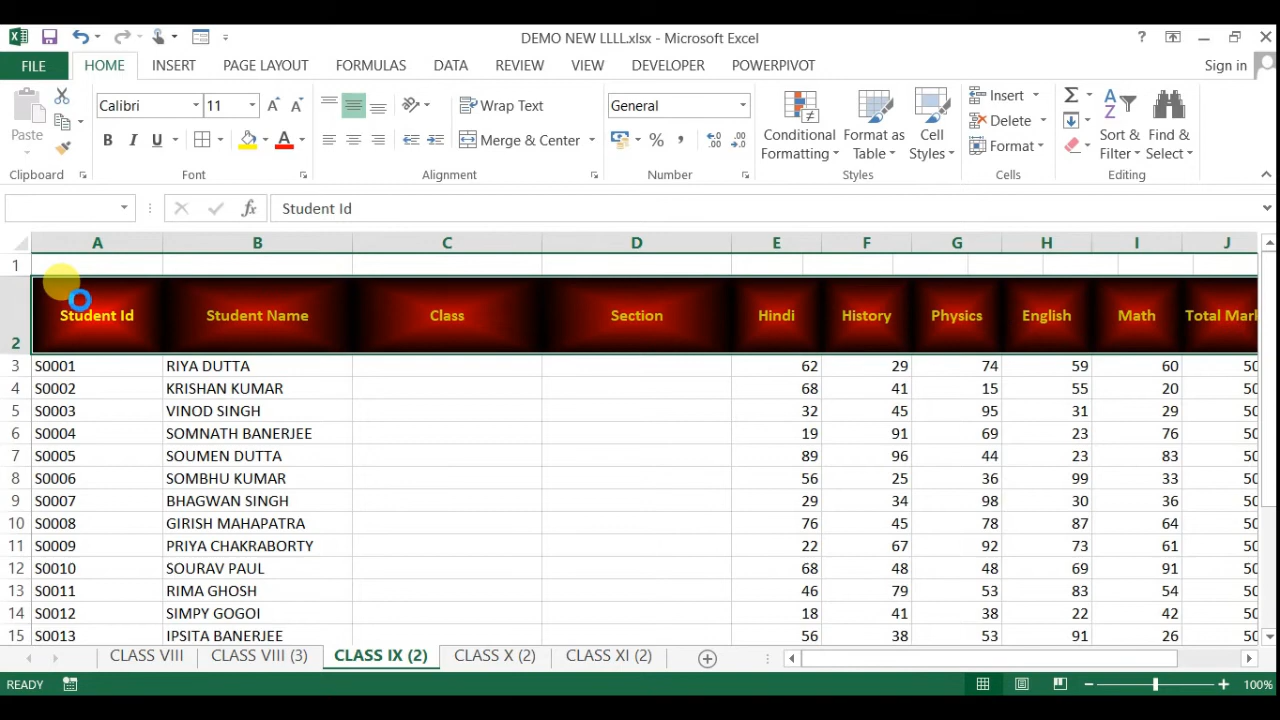 DEMO NEW LLLL.xlsx - Microsoft Excel
?
FILE HOME INSERT PAGE LAYOUT FORMULAS DATA REVIEW VIEW DEVELOPER POWERPIVOT Sign in
Paste
Calibri 11
B I U
Wrap Text
Merge & Center
General
%
Conditional Formatting
Format as Table
Cell Styles
Insert
Delete
Format
Sort & Filter
Find & Select
Clipboard Font Alignment Number Styles Cells Editing
fx Student Id
A B C D E F G H I J
1
2 Student Id Student Name Class Section Hindi History Physics English Math Total Mark
3 S0001 RIYA DUTTA 62 29 74 59 60 50
4 S0002 KRISHAN KUMAR 68 41 15 55 20 50
5 S0003 VINOD SINGH 32 45 95 31 29 50
6 S0004 SOMNATH BANERJEE 19 91 69 23 76 50
7 S0005 SOUMEN DUTTA 89 96 44 23 83 50
8 S0006 SOMBHU KUMAR 56 25 36 99 33 50
9 S0007 BHAGWAN SINGH 29 34 98 30 36 50
10 S0008 GIRISH MAHAPATRA 76 45 78 87 64 50
11 S0009 PRIYA CHAKRABORTY 22 67 92 73 61 50
12 S0010 SOURAV PAUL 68 48 48 69 91 50
13 S0011 RIMA GHOSH 46 79 53 83 54 50
14 S0012 SIMPY GOGOI 18 41 38 22 42 50
15 S0013 IPSITA BANERJEE 56 38 53 91 26 50
CLASS VIII CLASS VIII (3) CLASS IX (2) CLASS X (2) CLASS XI (2)
READY 100%